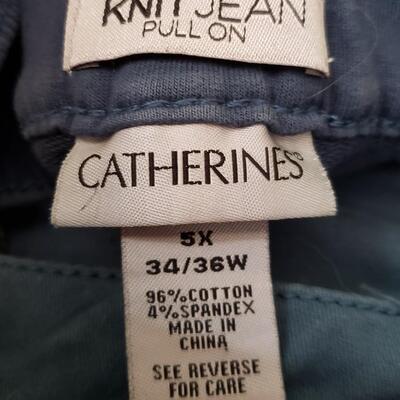 KNIT JEAN
PULL ON
CATHERINES®
5X
34/36W
96%COTTON
4%SPANDEX
MADE IN
CHINA
SEE REVERSE
FOR CARE